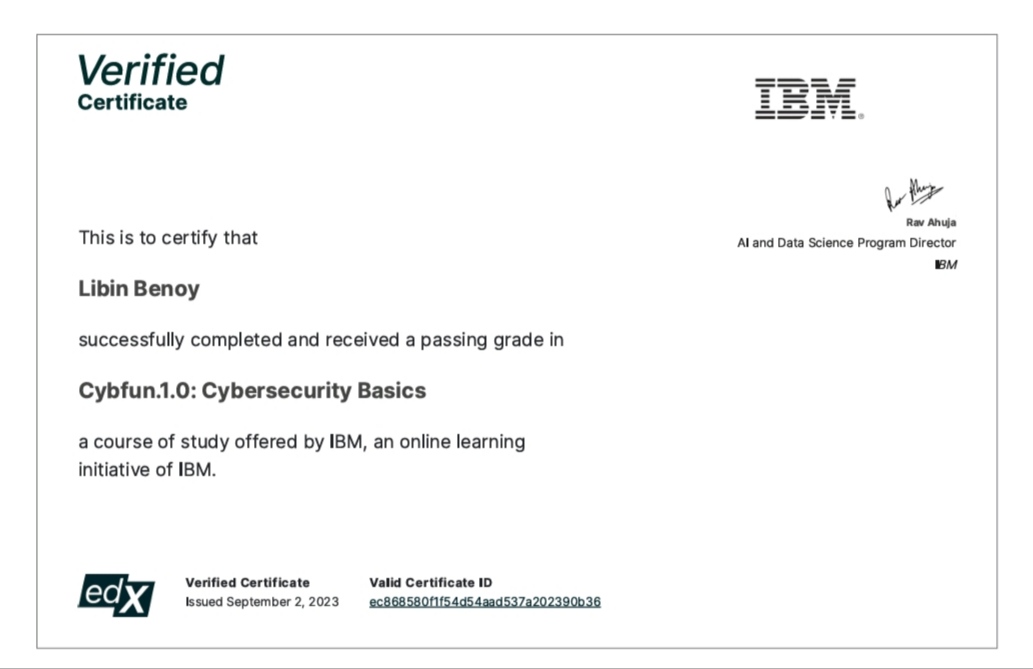 Verified
Certificate
IBM®
Rav Ahuja
AI and Data Science Program Director
IBM
This is to certify that
Libin Benoy
successfully completed and received a passing grade in
Cybfun.1.0: Cybersecurity Basics
a course of study offered by IBM, an online learning
initiative of IBM.
edX
Verified Certificate
Issued September 2, 2023
Valid Certificate ID
ec868580f1f54d54aad537a202390b36